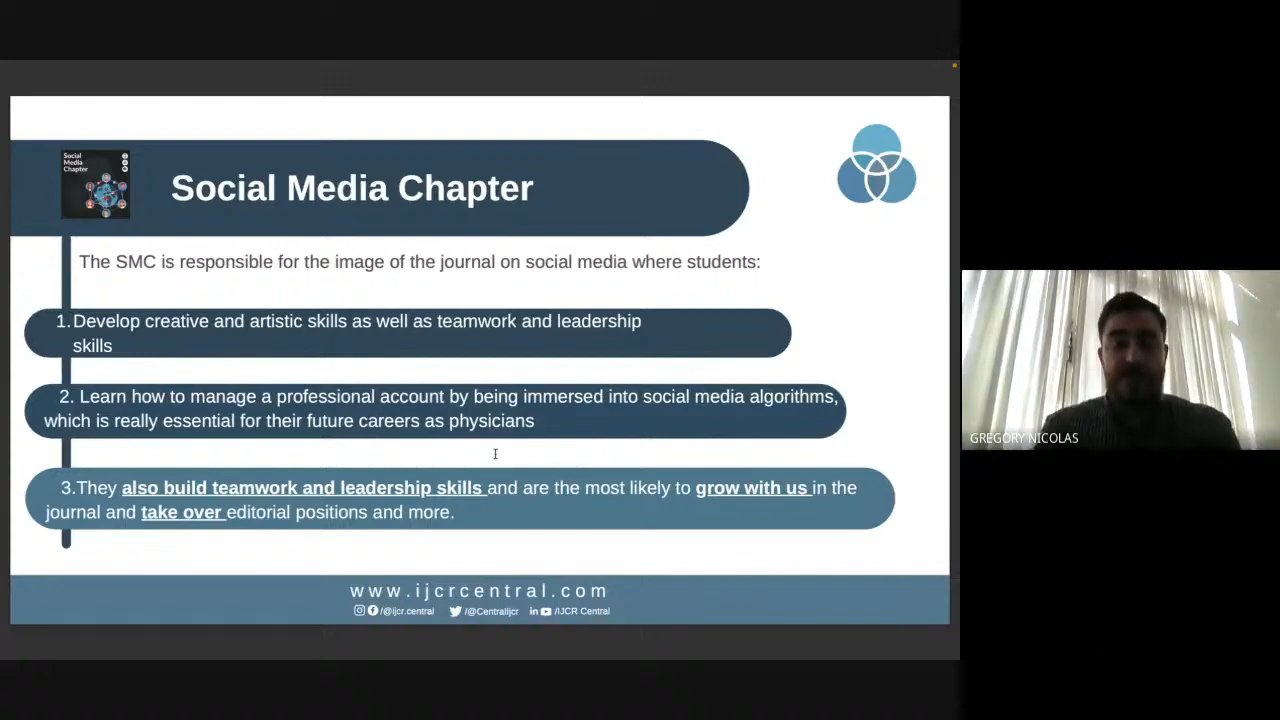 Social
Media
Chapter
Social Media Chapter
The SMC is responsible for the image of the journal on social media where students:
1. Develop creative and artistic skills as well as teamwork and leadership
skills
2. Learn how to manage a professional account by being immersed into social media algorithms,
which is really essential for their future careers as physicians
3.They also build teamwork and leadership skills and are the most likely to grow with us in the
journal and take over editorial positions and more.
www.ijcrcentral.com
/@ijcr.central /@CentralIjcr /IJCR Central
GREGORY NICOLAS